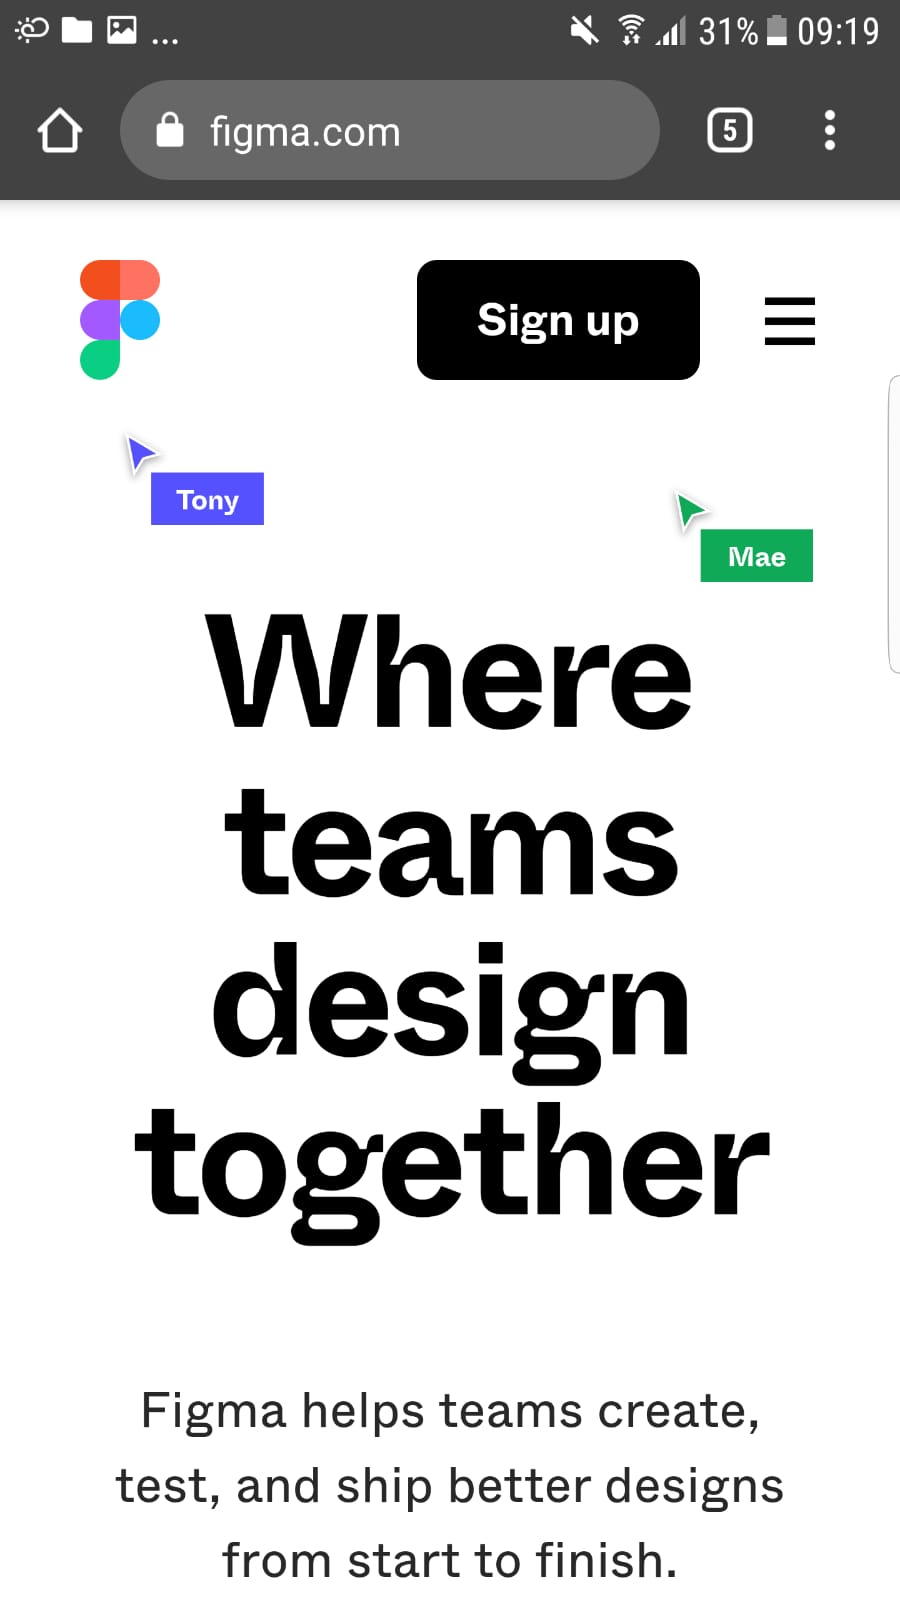 ... 31% 09:19
figma.com 5
Sign up
Tony
Mae
Where
teams
design
together
Figma helps teams create,
test, and ship better designs
from start to finish.